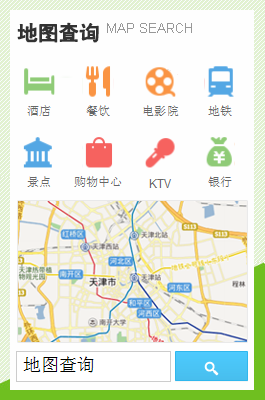 地图查询 MAP SEARCH
酒店 餐饮 电影院 地铁
景点 购物中心 KTV 银行
S113
天津北站
红桥区
天津西站
S113
河北区
天津热带植物园
南开区
天津站
天津市
河东区
程林
和平区
河西区
南开大学
地图查询